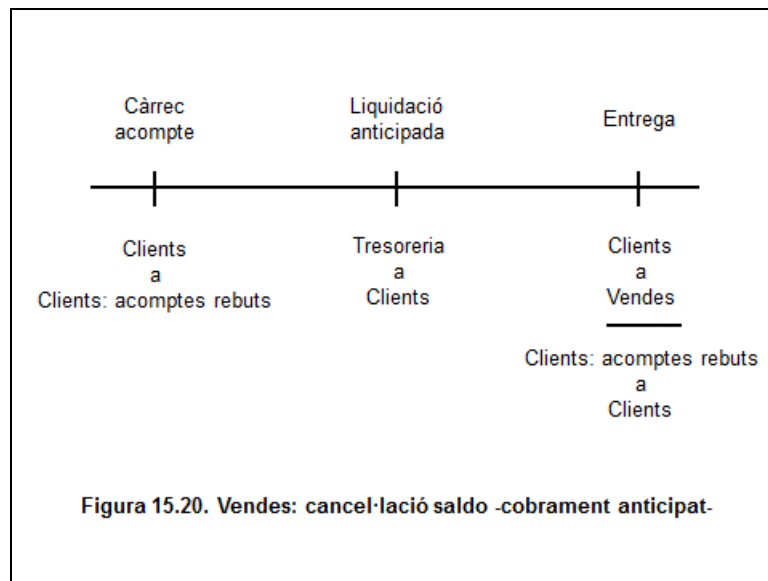 Càrrec
acompte
Liquidació
anticipada
Entrega
Clients
a
Clients: acomptes rebuts
Tresoreria
a
Clients
Clients
a
Vendes
Clients: acomptes rebuts
a
Clients
Figura 15.20. Vendes: cancel·lació saldo -cobrament anticipat-